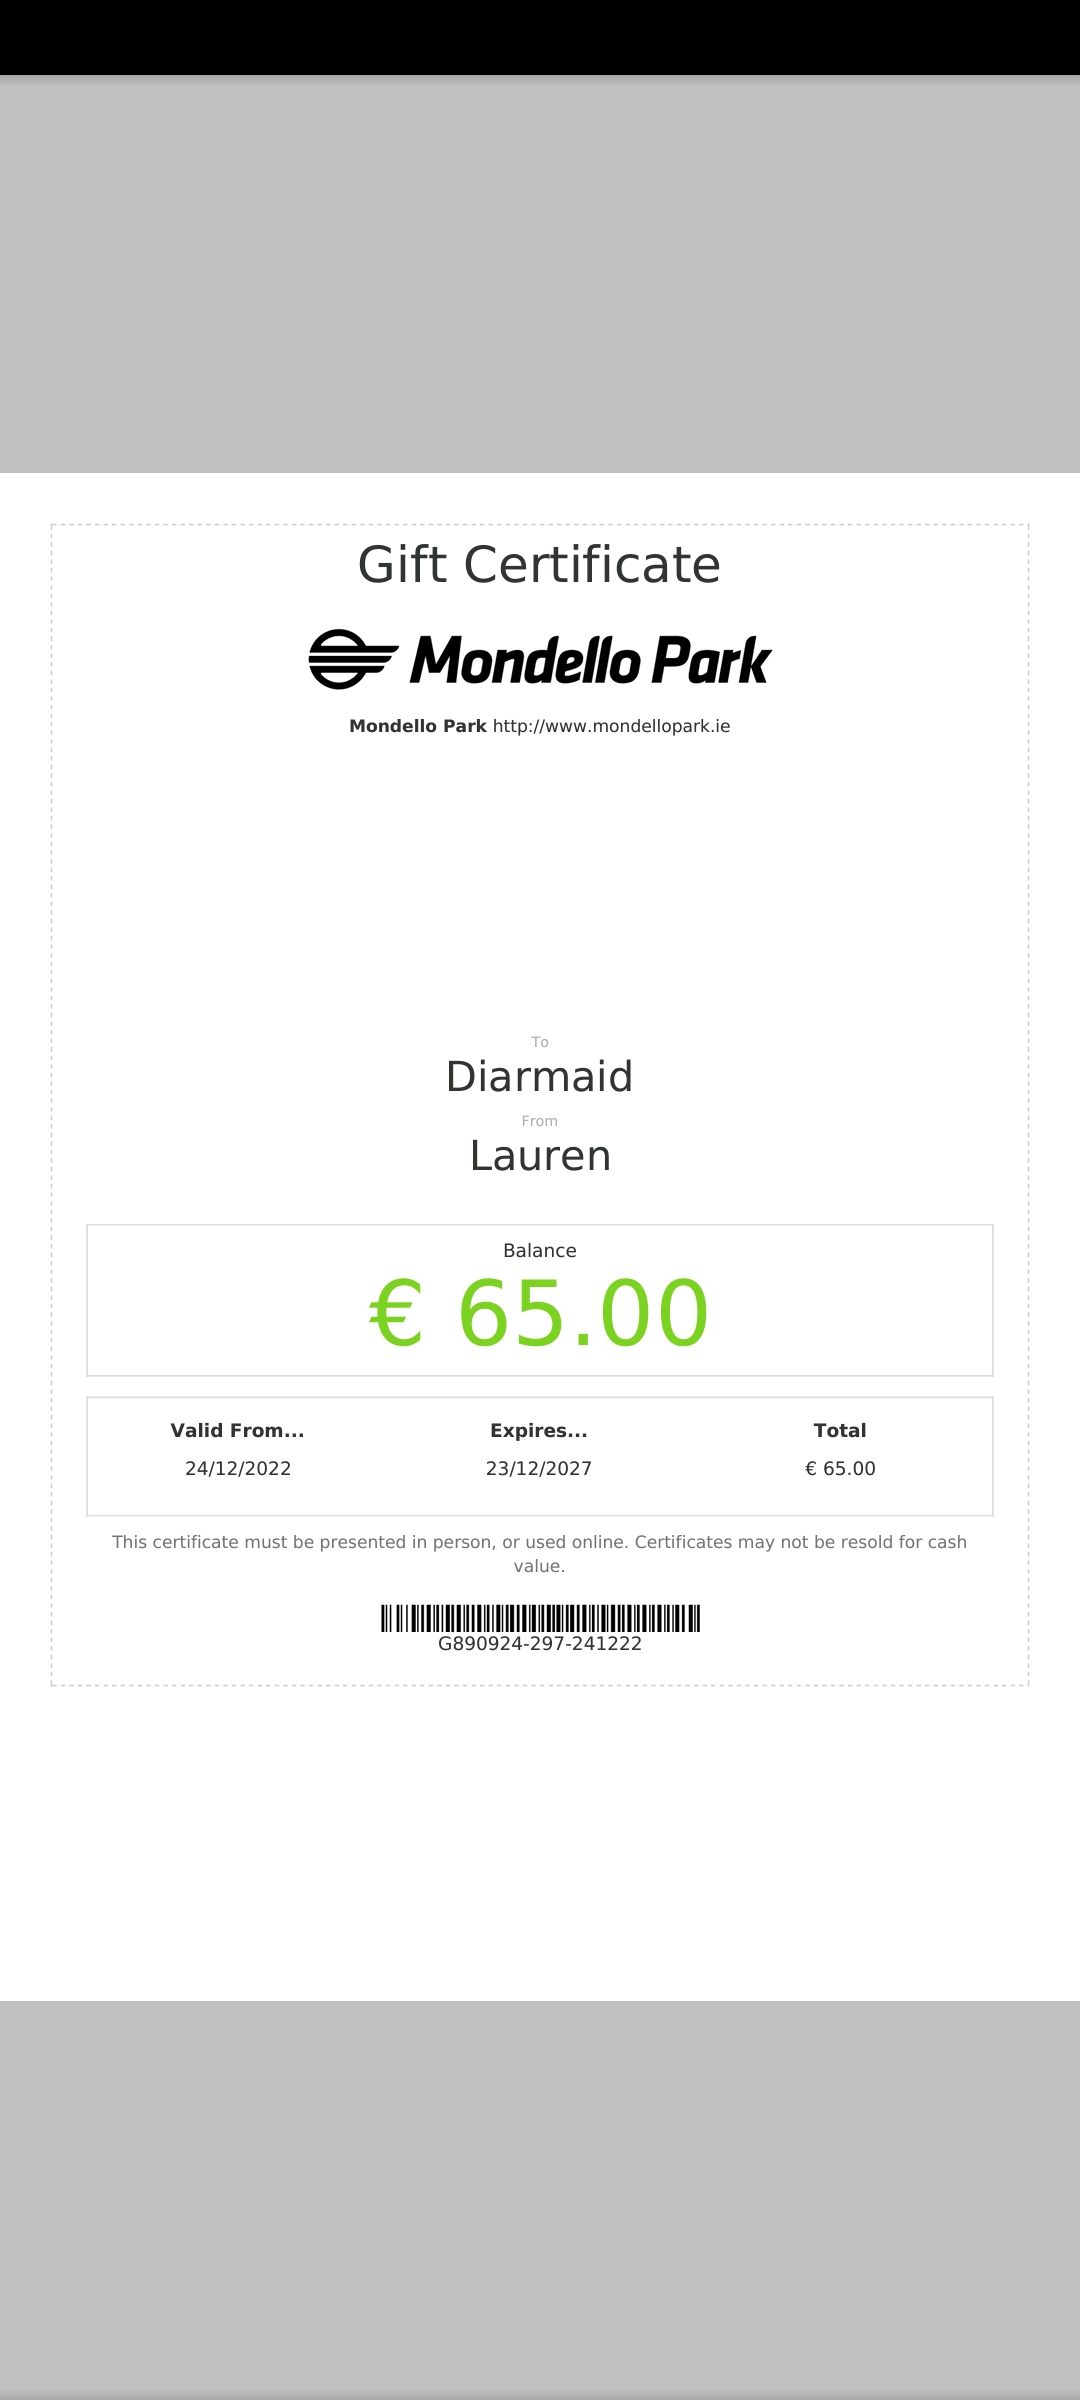 Gift Certificate
Mondello Park
Mondello Park http://www.mondellopark.ie
To
Diarmaid
From
Lauren
Balance
€ 65.00
Valid From... Expires... Total
24/12/2022 23/12/2027 € 65.00
This certificate must be presented in person, or used online. Certificates may not be resold for cash
value.
G890924-297-241222